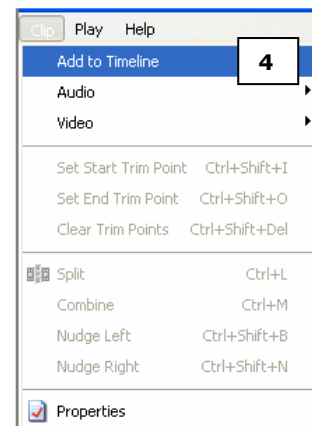 Clip Play Help
Add to Timeline 4
Audio
Video
Set Start Trim Point Ctrl+Shift+I
Set End Trim Point Ctrl+Shift+O
Clear Trim Points Ctrl+Shift+Del
Split Ctrl+L
Combine Ctrl+M
Nudge Left Ctrl+Shift+B
Nudge Right Ctrl+Shift+N
Properties